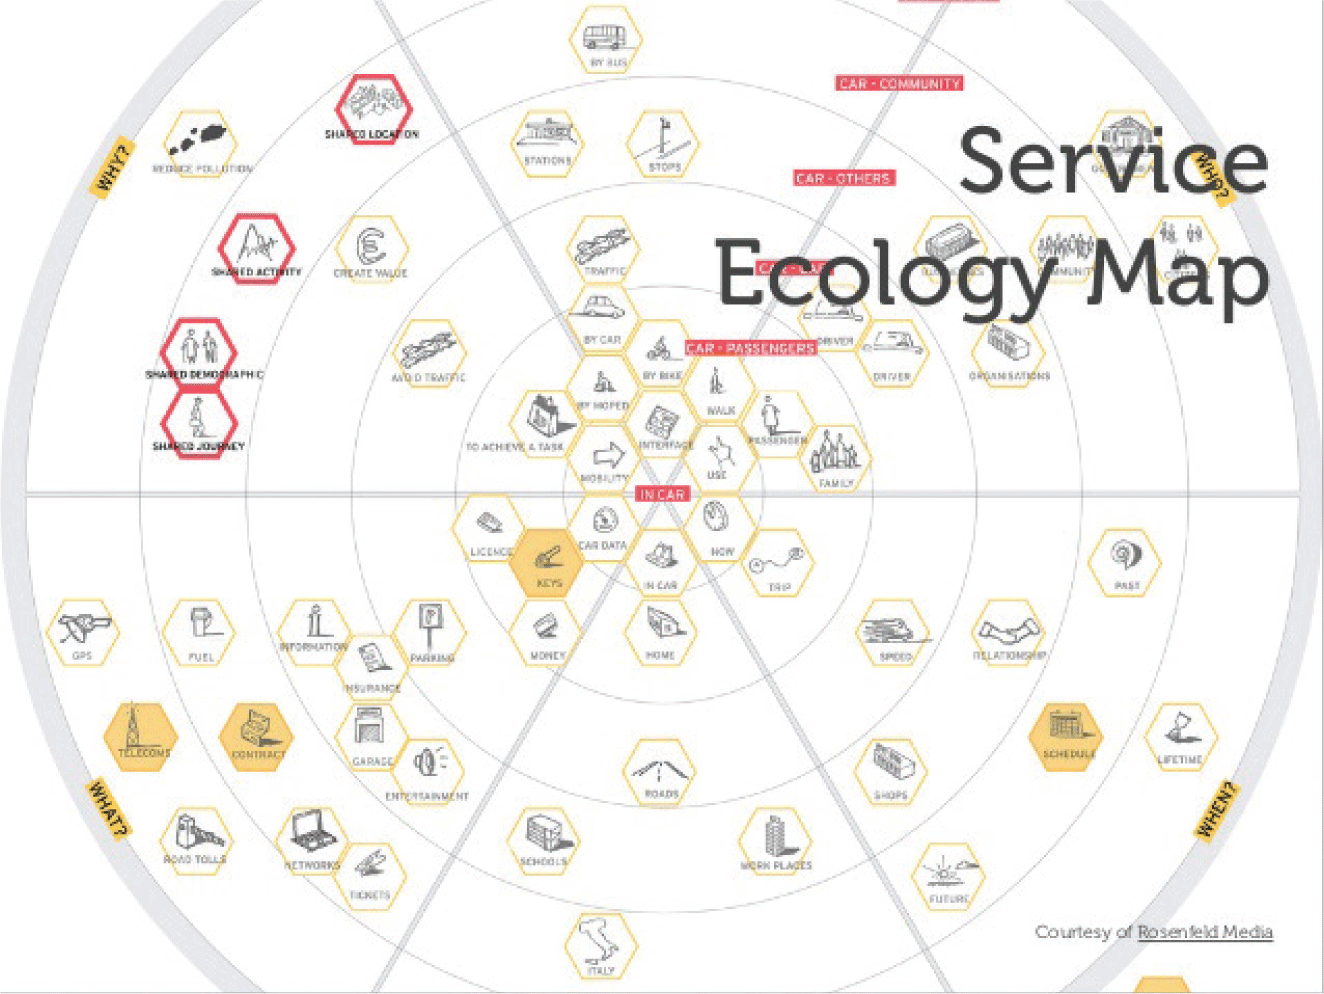 BY BUS
CAR - COMMUNITY
SHARED LOCATION
Service
WHY?
REDUCE POLLUTION
STATIONS
STOPS
CAR - OTHERS
WHO?
SHARED ACTIVITY
CREATE VALUE
TRAFFIC
Ecology Map
BY CAR
DRIVER
CAR - PASSENGERS
SHARED DEMOGRAPHIC
AVOID TRAFFIC
BY BIKE
DRIVER
ORGANISATIONS
BY MOPED
WALK
SHARED JOURNEY
TO ACHIEVE A TASK
INTERFACE
PASSENGER
MOBILITY
USE
FAMILY
IN CAR
LICENCE
CAR DATA
NOW
KEYS
IN CAR
TRIP
PAST
GPS
FUEL
INFORMATION
PARKING
MONEY
HOME
SPEED
RELATIONSHIP
INSURANCE
TELECOMS
CONTRACT
GARAGE
SCHEDULE
LIFETIME
ENTERTAINMENT
ROADS
SHOPS
WHAT?
WHEN?
ROAD TOLLS
NETWORKS
SCHOOLS
WORK PLACES
TICKETS
FUTURE
Courtesy of Rosenfeld Media
ITALY